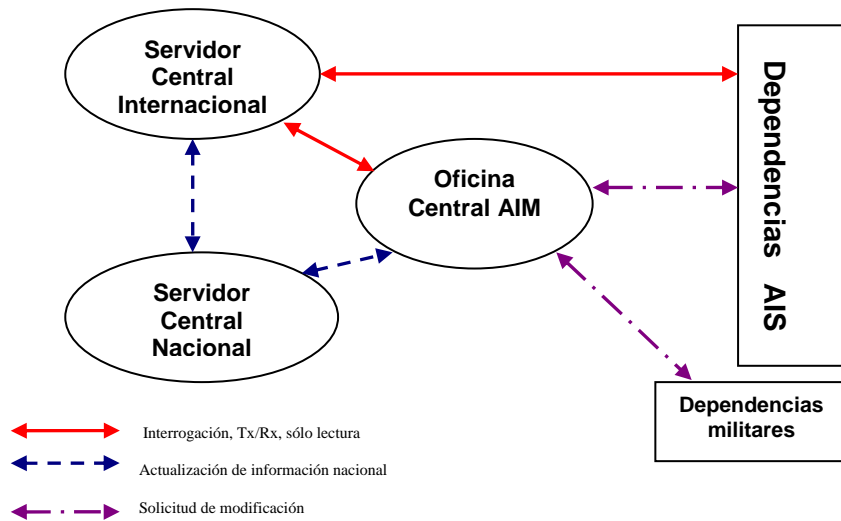 Servidor
Central
Internacional
Dependencias AIS
Oficina
Central AIM
Servidor
Central
Nacional
Dependencias
militares
Interrogación, Tx/Rx, sólo lectura
Actualización de información nacional
Solicitud de modificación